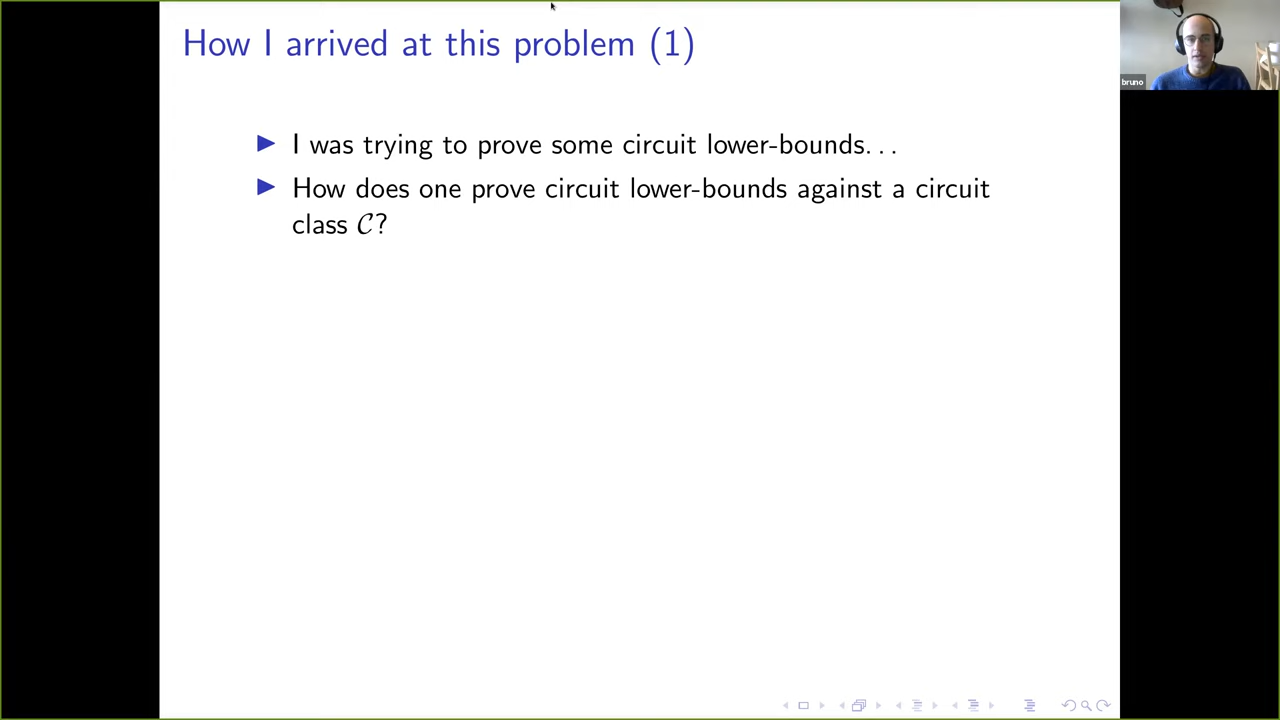 How I arrived at this problem (1)
bruno
▶ I was trying to prove some circuit lower-bounds. . .
▶ How does one prove circuit lower-bounds against a circuit
class 𝒞?